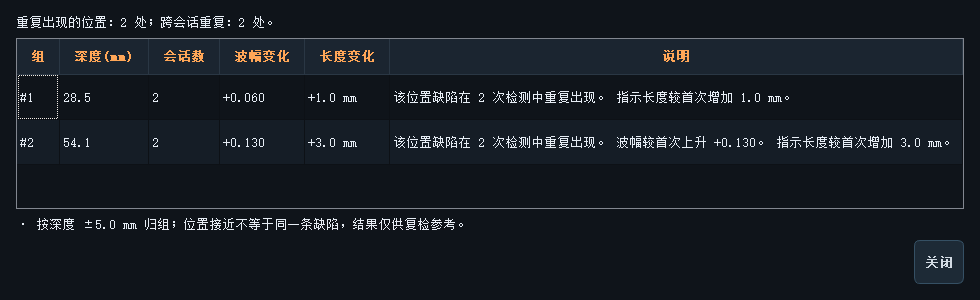 重复出现的位置: 2 处; 跨会话重复: 2 处。
组 深度(mm) 会话数 波幅变化 长度变化 说明
#1 28.5 2 +0.060 +1.0 mm 该位置缺陷在 2 次检测中重复出现。 指示长度较首次增加 1.0 mm。
#2 54.1 2 +0.130 +3.0 mm 该位置缺陷在 2 次检测中重复出现。 波幅较首次上升 +0.130。 指示长度较首次增加 3.0 mm。
· 按深度 ±5.0 mm 归组; 位置接近不等于同一条缺陷, 结果仅供复检参考。
关闭